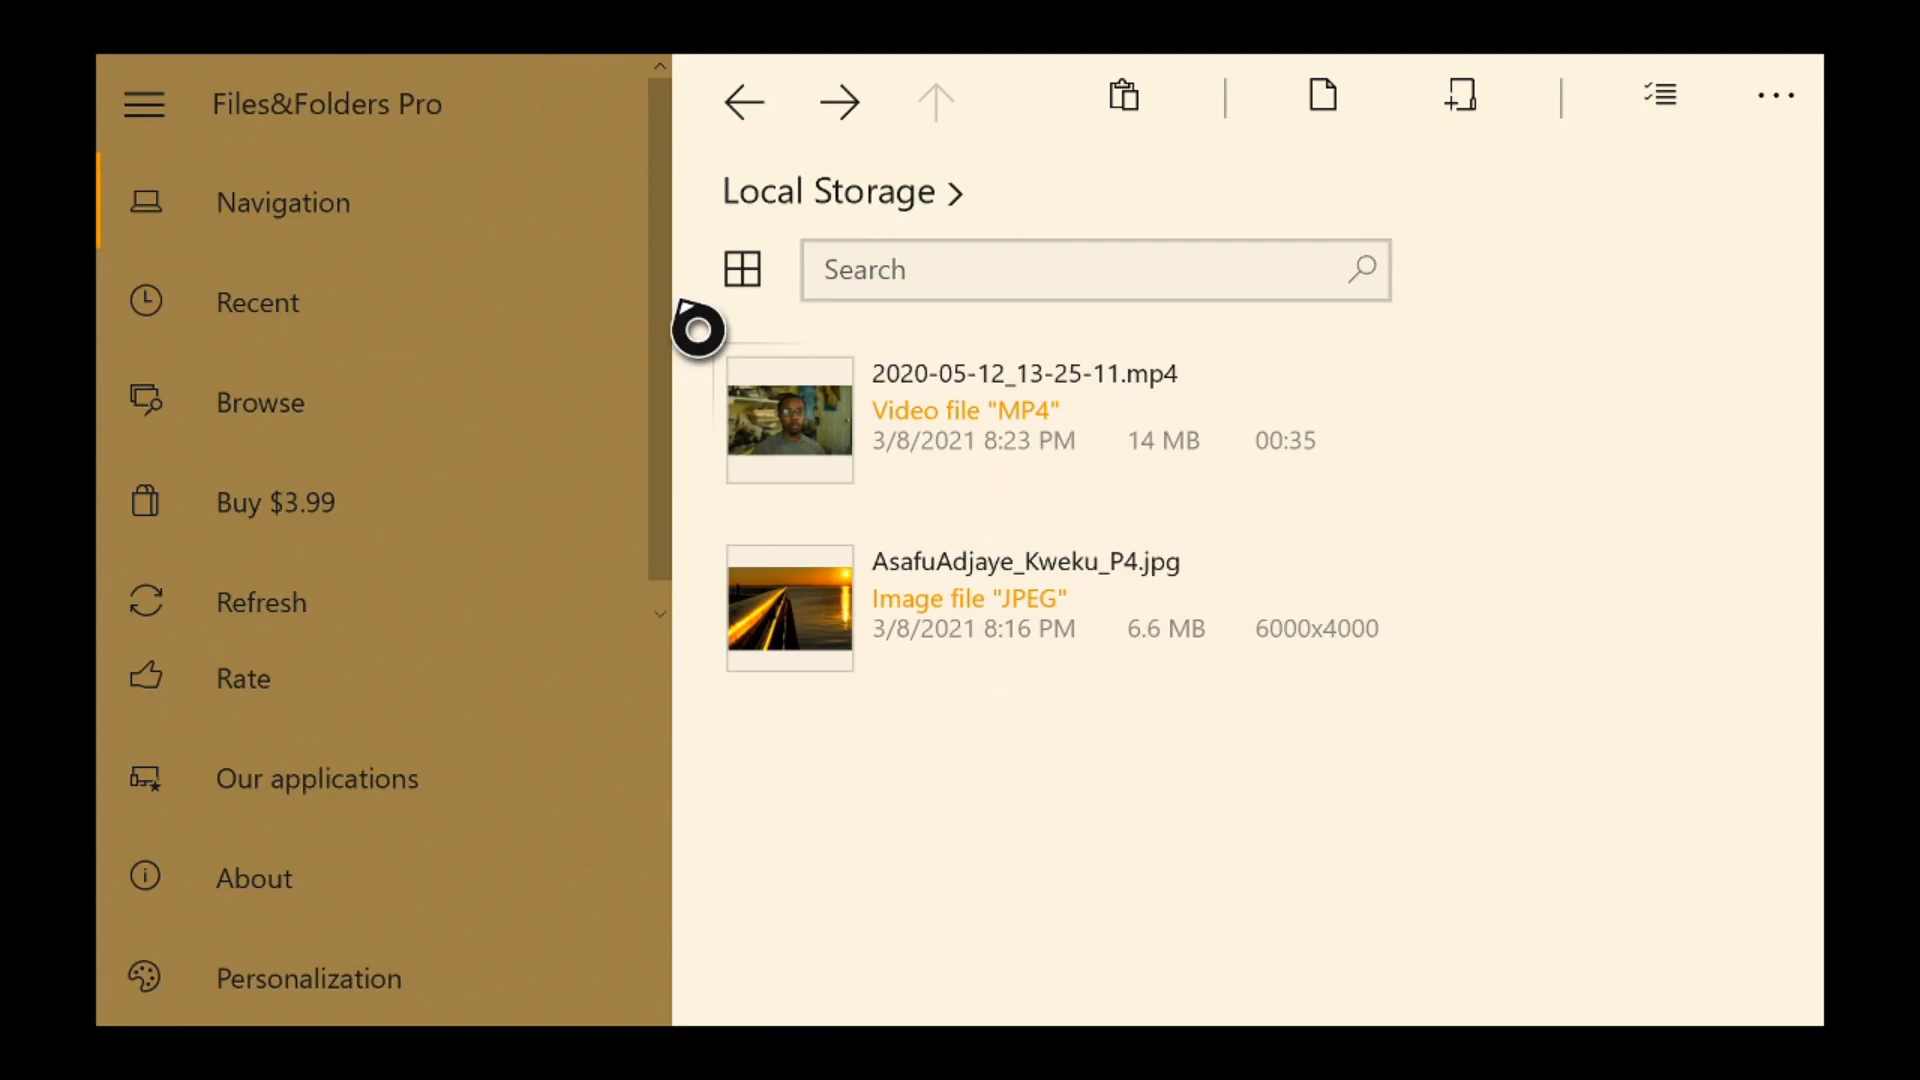 Files&Folders Pro
Navigation
Recent
Browse
Buy $3.99
Refresh
Rate
Our applications
About
Personalization
Local Storage >
Search
2020-05-12_13-25-11.mp4
Video file "MP4"
3/8/2021 8:23 PM 14 MB 00:35
AsafuAdjaye_Kweku_P4.jpg
Image file "JPEG"
3/8/2021 8:16 PM 6.6 MB 6000x4000